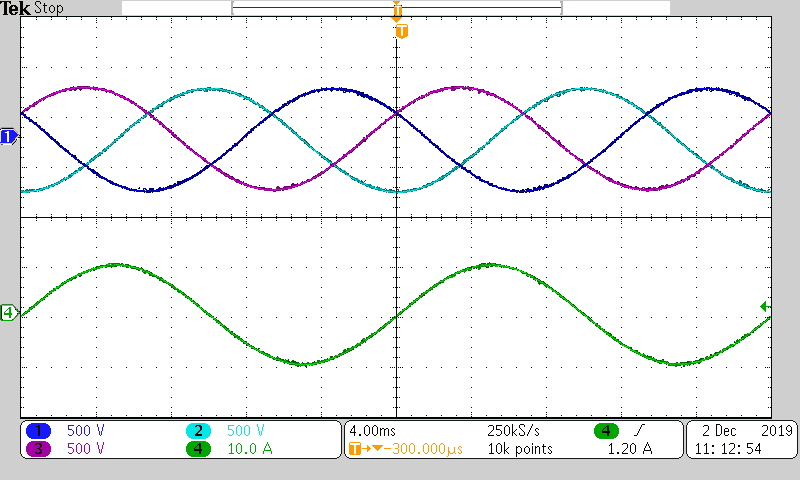 Tek Stop
T
T
1
4
1 500 V 2 500 V
3 500 V 4 10.0 A
4.00ms 250kS/s 4
T→▼−300.000µs 10k points 1.20 A
2 Dec 2019
11:12:54